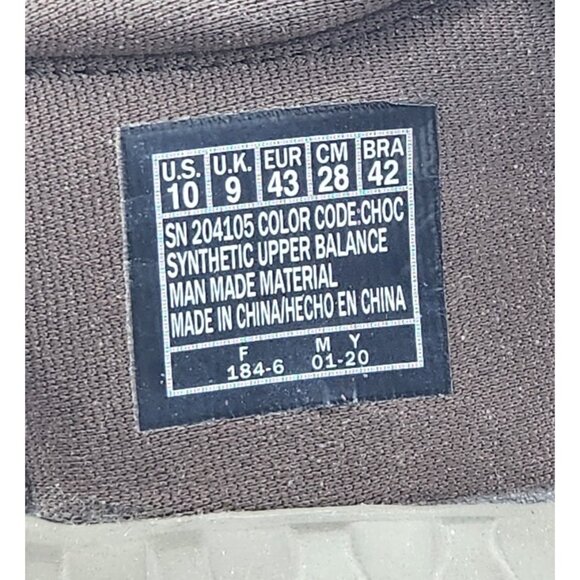 U.S. U.K. EUR CM BRA
10 9 43 28 42
SN 204105 COLOR CODE:CHOC
SYNTHETIC UPPER BALANCE
MAN MADE MATERIAL
MADE IN CHINA/HECHO EN CHINA
F M Y
184-6 01-20